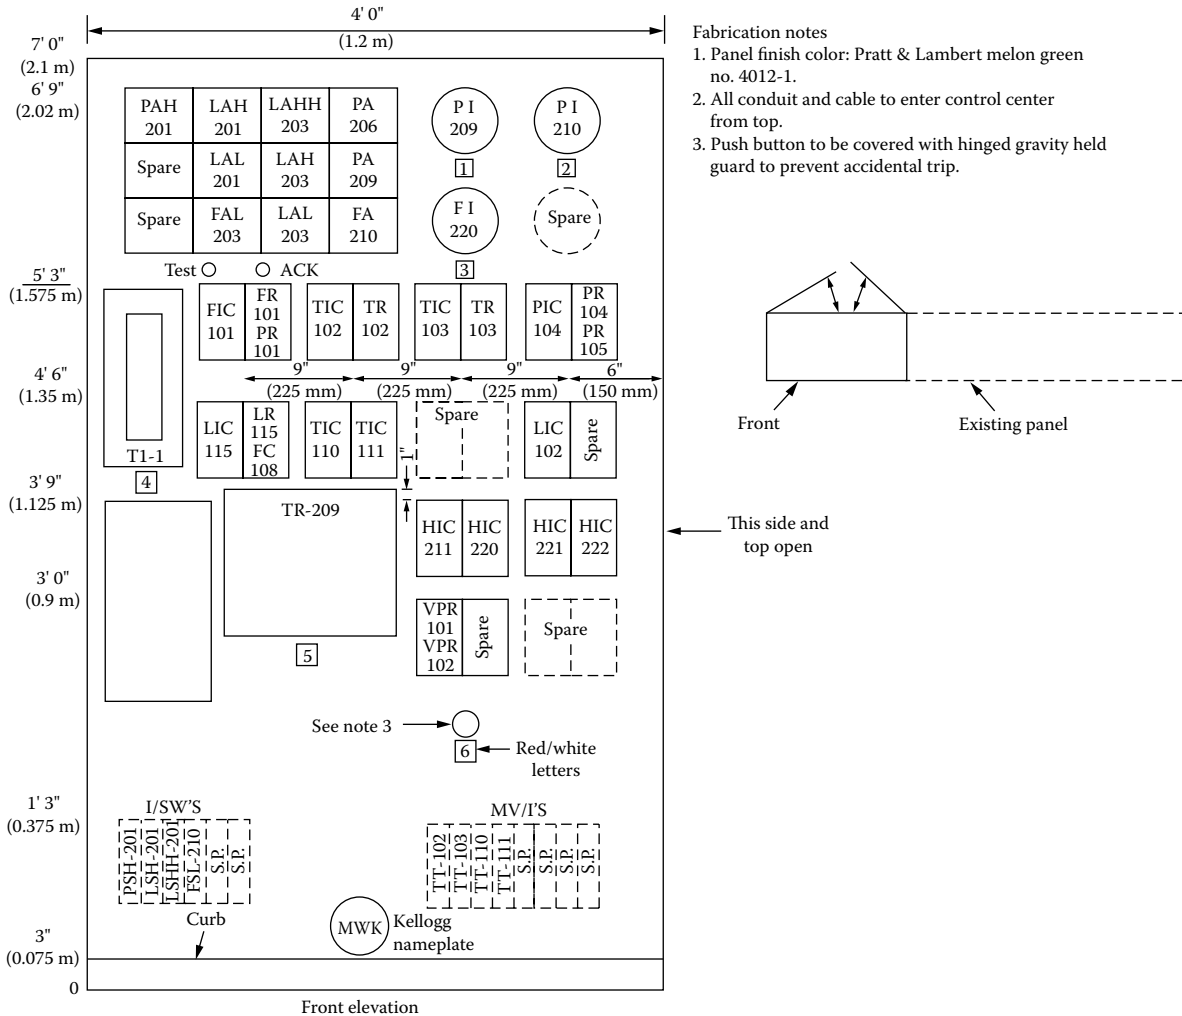 4' 0"
(1.2 m)
7' 0"
(2.1 m)
6' 9"
(2.02 m)
Fabrication notes
1. Panel finish color: Pratt & Lambert melon green
no. 4012-1.
2. All conduit and cable to enter control center
from top.
3. Push button to be covered with hinged gravity held
guard to prevent accidental trip.
PAH
201
LAH
201
LAHH
203
PA
206
P I
209
P I
210
1
2
Spare
LAL
201
LAH
203
PA
209
Spare
FAL
203
LAL
203
FA
210
F I
220
Spare
3
Test
ACK
5' 3"
(1.575 m)
FIC
101
FR
101
PR
101
TIC
102
TR
102
TIC
103
TR
103
PIC
104
PR
104
PR
105
9"
(225 mm)
9"
(225 mm)
9"
(225 mm)
6"
(150 mm)
4' 6"
(1.35 m)
T1-1
4
LIC
115
LR
115
FC
108
TIC
110
TIC
111
1"
Spare
LIC
102
Spare
Front
Existing panel
3' 9"
(1.125 m)
TR-209
HIC
211
HIC
220
HIC
221
HIC
222
This side and
top open
3' 0"
(0.9 m)
5
VPR
101
VPR
102
Spare
Spare
See note 3
6
Red/white
letters
1' 3"
(0.375 m)
I/SW'S
PSH-201
LSH-201
LSHH-201
FSL-210
S.P.
S.P.
MV/I'S
TT-102
TT-103
TT-110
TT-111
S.P.
S.P.
S.P.
S.P.
Curb
MWK
Kellogg
nameplate
3"
(0.075 m)
0
Front elevation